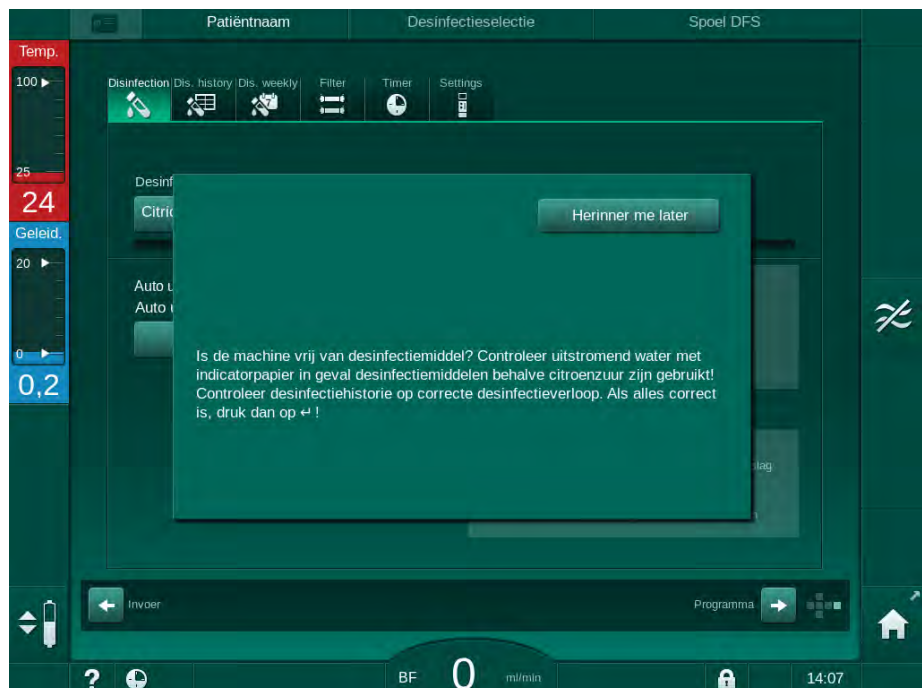 Patiëntnaam
Desinfectieselectie
Spoel DFS
Temp.
100
25
24
Geleid.
20
0
0,2
Disinfection
Dis. history
Dis. weekly
Filter
Timer
Settings
7
Desinf
Citric
Herinner me later
Auto u
Auto
Is de machine vrij van desinfectiemiddel? Controleer uitstromend water met
indicatorpapier in geval desinfectiemiddelen behalve citroenzuur zijn gebruikt!
Controleer desinfectiehistorie op correcte desinfectieverloop. Als alles correct
is, druk dan op ↵ !
slag
Invoer
Programma
?
BF
0
ml/min
14:07